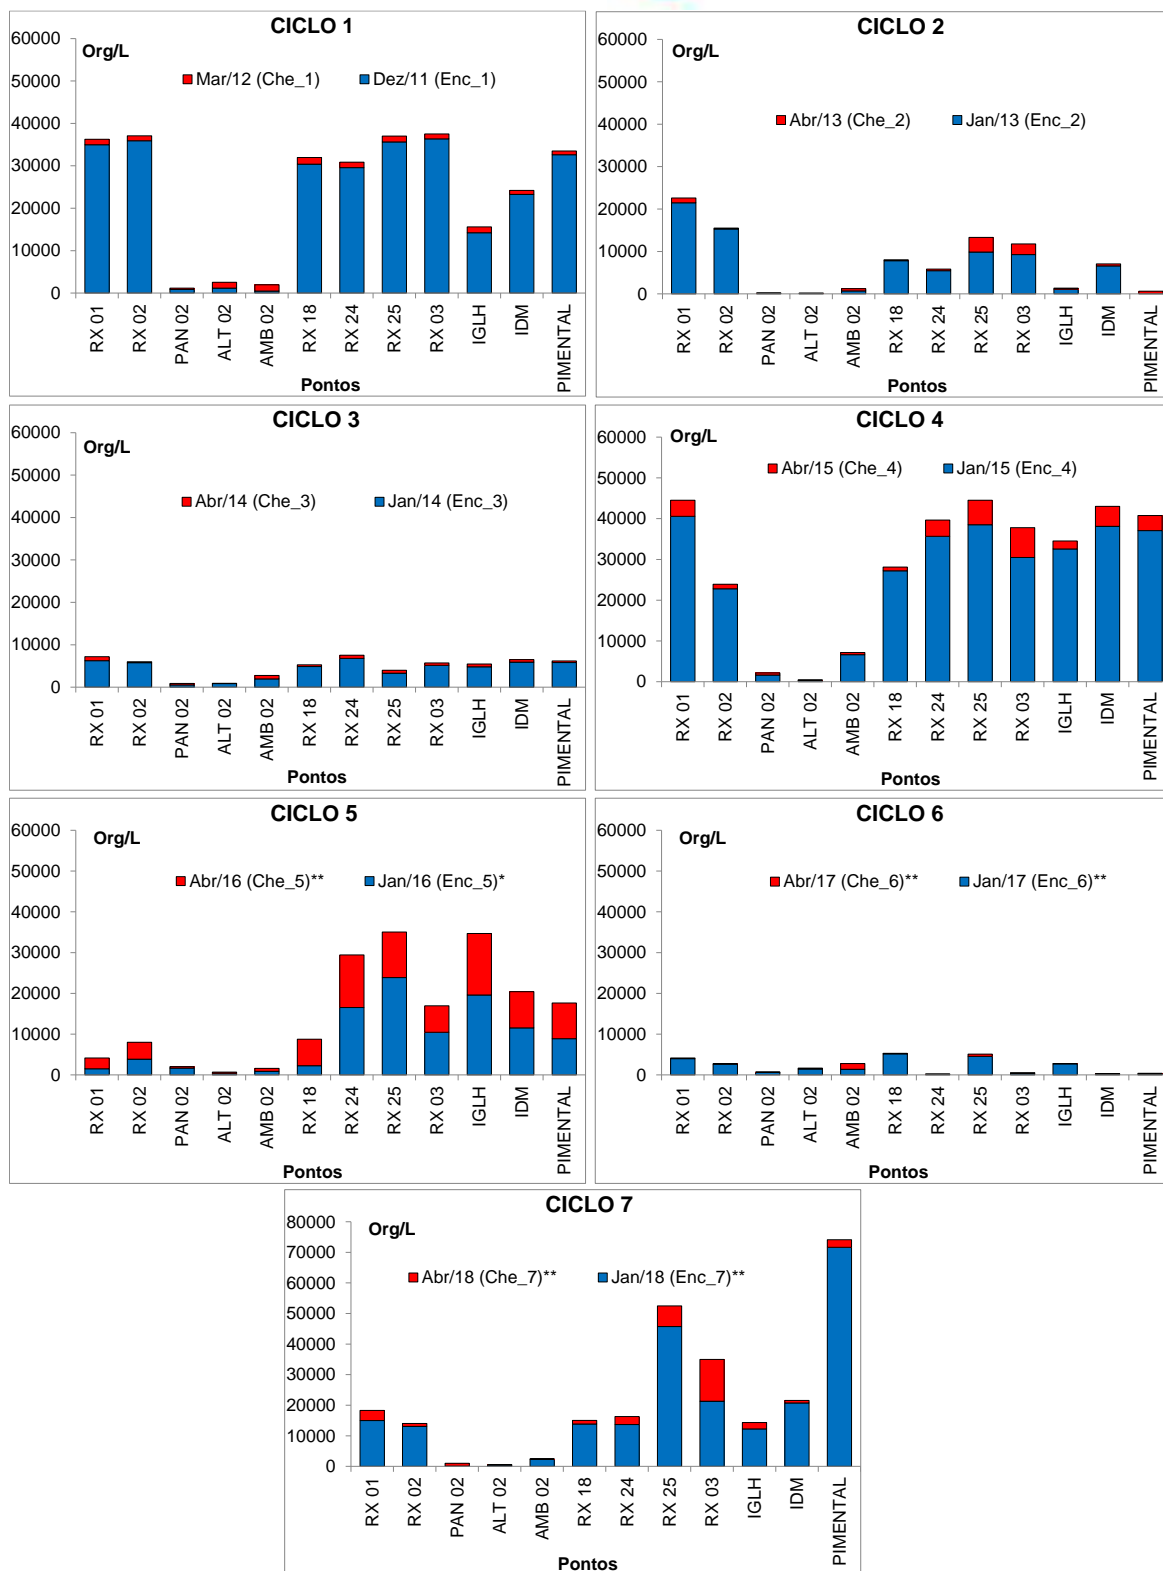 CICLO 1
60000
Org/L
50000
Mar/12 (Che_1)
Dez/11 (Enc_1)
40000
30000
20000
10000
0
RX 01
RX 02
PAN 02
ALT 02
AMB 02
RX 18
RX 24
RX 25
RX 03
IGLH
IDM
PIMENTAL
Pontos
CICLO 2
60000
Org/L
50000
Abr/13 (Che_2)
Jan/13 (Enc_2)
40000
30000
20000
10000
0
RX 01
RX 02
PAN 02
ALT 02
AMB 02
RX 18
RX 24
RX 25
RX 03
IGLH
IDM
PIMENTAL
Pontos
CICLO 3
60000
Org/L
50000
Abr/14 (Che_3)
Jan/14 (Enc_3)
40000
30000
20000
10000
0
RX 01
RX 02
PAN 02
ALT 02
AMB 02
RX 18
RX 24
RX 25
RX 03
IGLH
IDM
PIMENTAL
Pontos
CICLO 4
60000
Org/L
50000
Abr/15 (Che_4)
Jan/15 (Enc_4)
40000
30000
20000
10000
0
RX 01
RX 02
PAN 02
ALT 02
AMB 02
RX 18
RX 24
RX 25
RX 03
IGLH
IDM
PIMENTAL
Pontos
CICLO 5
60000
Org/L
50000
Abr/16 (Che_5)**
Jan/16 (Enc_5)*
40000
30000
20000
10000
0
RX 01
RX 02
PAN 02
ALT 02
AMB 02
RX 18
RX 24
RX 25
RX 03
IGLH
IDM
PIMENTAL
Pontos
CICLO 6
60000
Org/L
50000
Abr/17 (Che_6)**
Jan/17 (Enc_6)**
40000
30000
20000
10000
0
RX 01
RX 02
PAN 02
ALT 02
AMB 02
RX 18
RX 24
RX 25
RX 03
IGLH
IDM
PIMENTAL
Pontos
CICLO 7
80000
Org/L
70000
Abr/18 (Che_7)**
Jan/18 (Enc_7)**
60000
50000
40000
30000
20000
10000
0
RX 01
RX 02
PAN 02
ALT 02
AMB 02
RX 18
RX 24
RX 25
RX 03
IGLH
IDM
PIMENTAL
Pontos